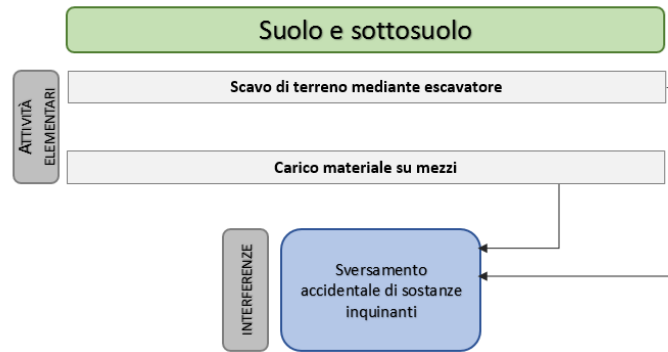 Suolo e sottosuolo
ATTIVITÀ
ELEMENTARI
Scavo di terreno mediante escavatore
Carico materiale su mezzi
INTERFERENZE
Sversamento
accidentale di sostanze
inquinanti